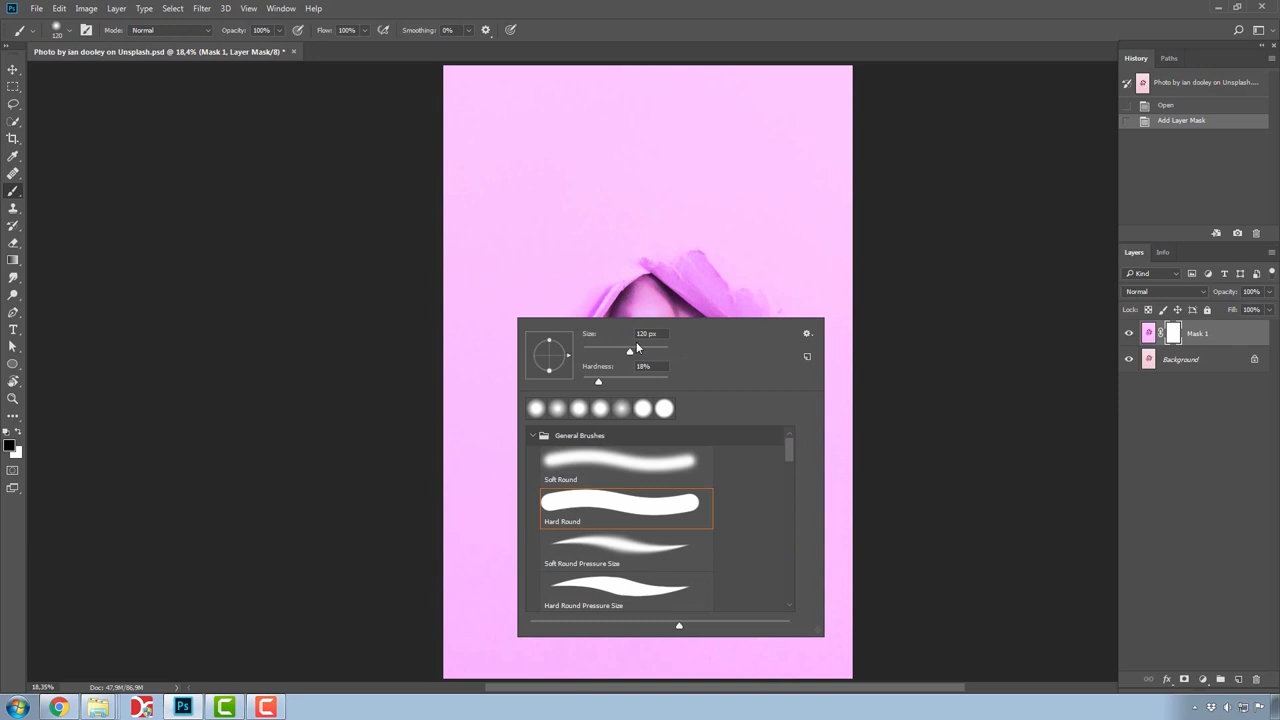 Ps File Edit Image Layer Type Select Filter 3D View Window Help
120 Mode: Normal Opacity: 100% Flow: 100% Smoothing: 0%
Photo by ian dooley on Unsplash.psd @ 18,4% (Mask 1, Layer Mask/8) * ×
History Paths
Photo by ian dooley on Unsplash....
Open
Add Layer Mask
Layers Info
Kind
Normal Opacity: 100%
Lock: Fill: 100%
Mask 1
Background
Size: 120 px
Hardness: 18%
General Brushes
Soft Round
Hard Round
Soft Round Pressure Size
Hard Round Pressure Size
T
fx
18,35% Doc: 47,9M/86,9M
Ps C C